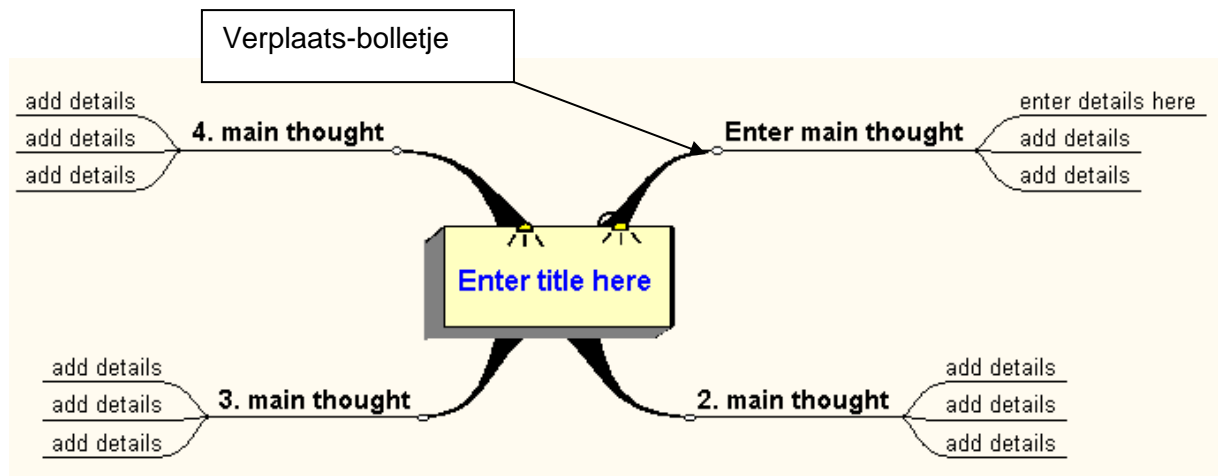 Verplaats-bolletje
add details
add details
add details
4. main thought
Enter main thought
enter details here
add details
add details
Enter title here
add details
add details
add details
3. main thought
2. main thought
add details
add details
add details